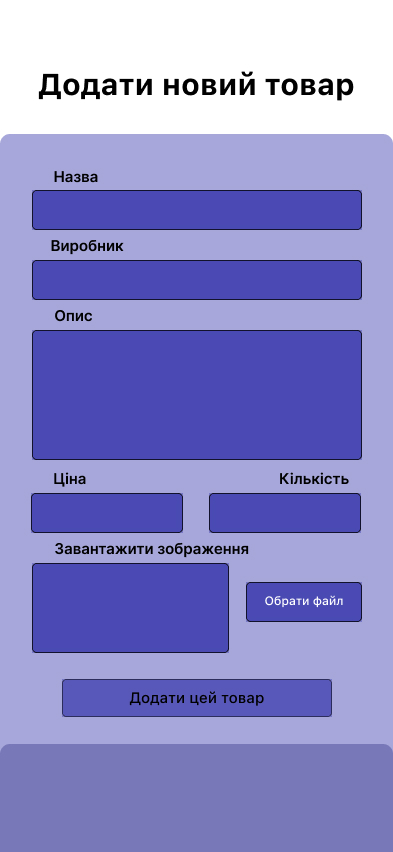 Додати новий товар
Назва
Виробник
Опис
Ціна
Кількість
Завантажити зображення
Обрати файл
Додати цей товар